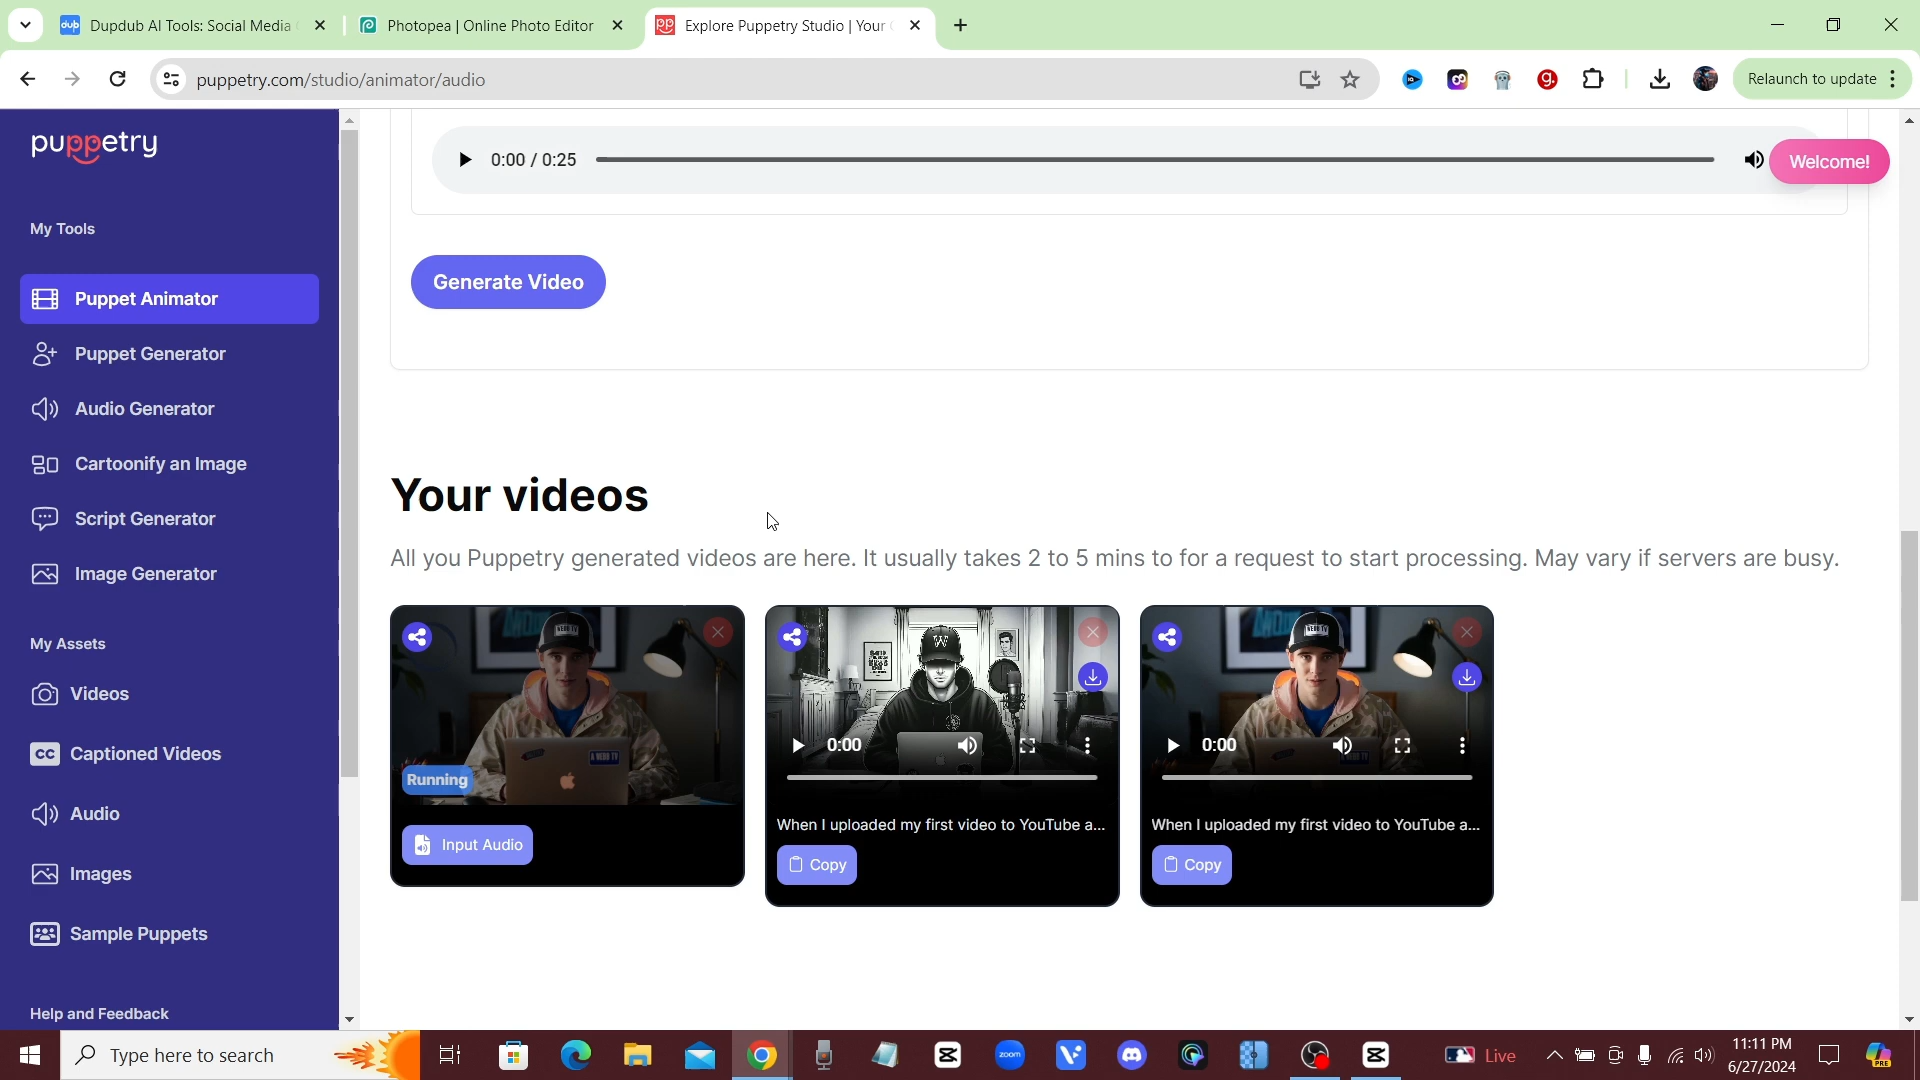 Dupdub AI Tools: Social Media
Photopea | Online Photo Editor
Explore Puppetry Studio | Your
puppetry.com/studio/animator/audio
Relaunch to update
puppetry
My Tools
Puppet Animator
Puppet Generator
Audio Generator
Cartoonify an Image
Script Generator
Image Generator
My Assets
Videos
CC Captioned Videos
Audio
Images
Sample Puppets
Help and Feedback
0:00 / 0:25
Welcome!
Generate Video
Your videos
All you Puppetry generated videos are here. It usually takes 2 to 5 mins to for a request to start processing. May vary if servers are busy.
Running
Input Audio
0:00
When I uploaded my first video to YouTube a...
Copy
0:00
When I uploaded my first video to YouTube a...
Copy
Type here to search
zoom
Live
11:11 PM
6/27/2024